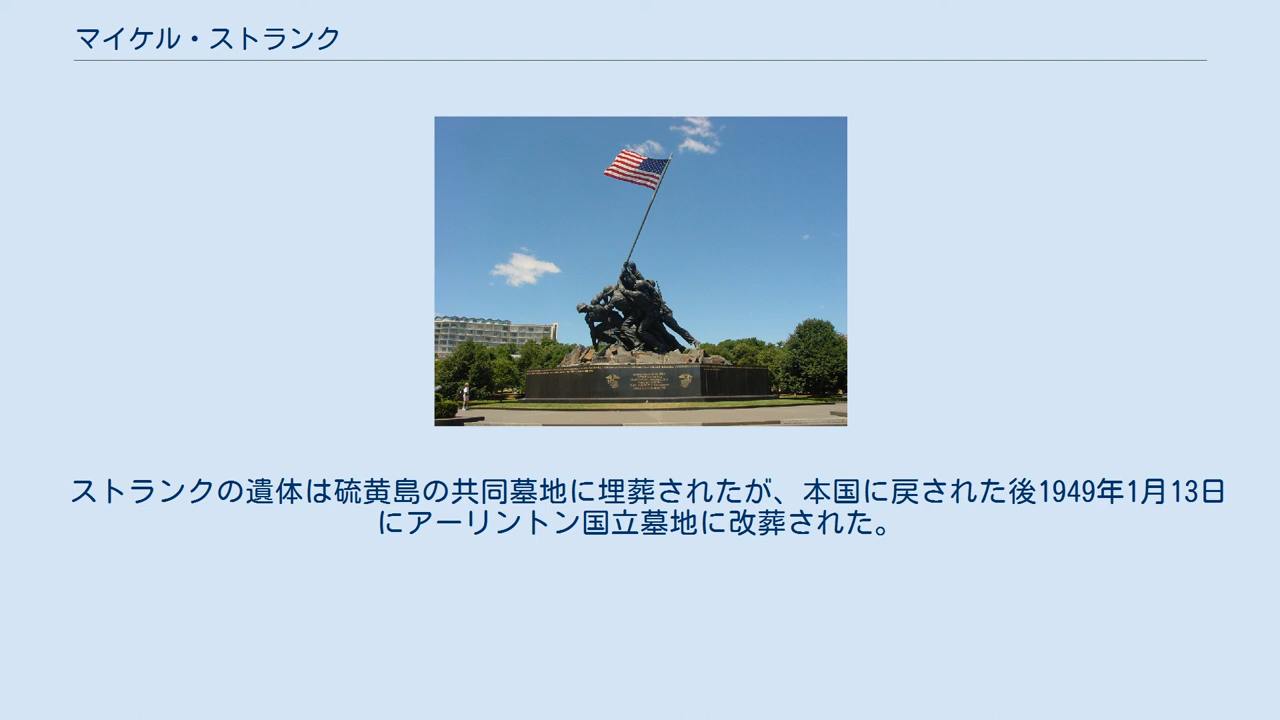 マイケル・ストランク
ストランクの遺体は硫黄島の共同墓地に埋葬されたが、本国に戻された後1949年1月13日
にアーリントン国立墓地に改葬された。